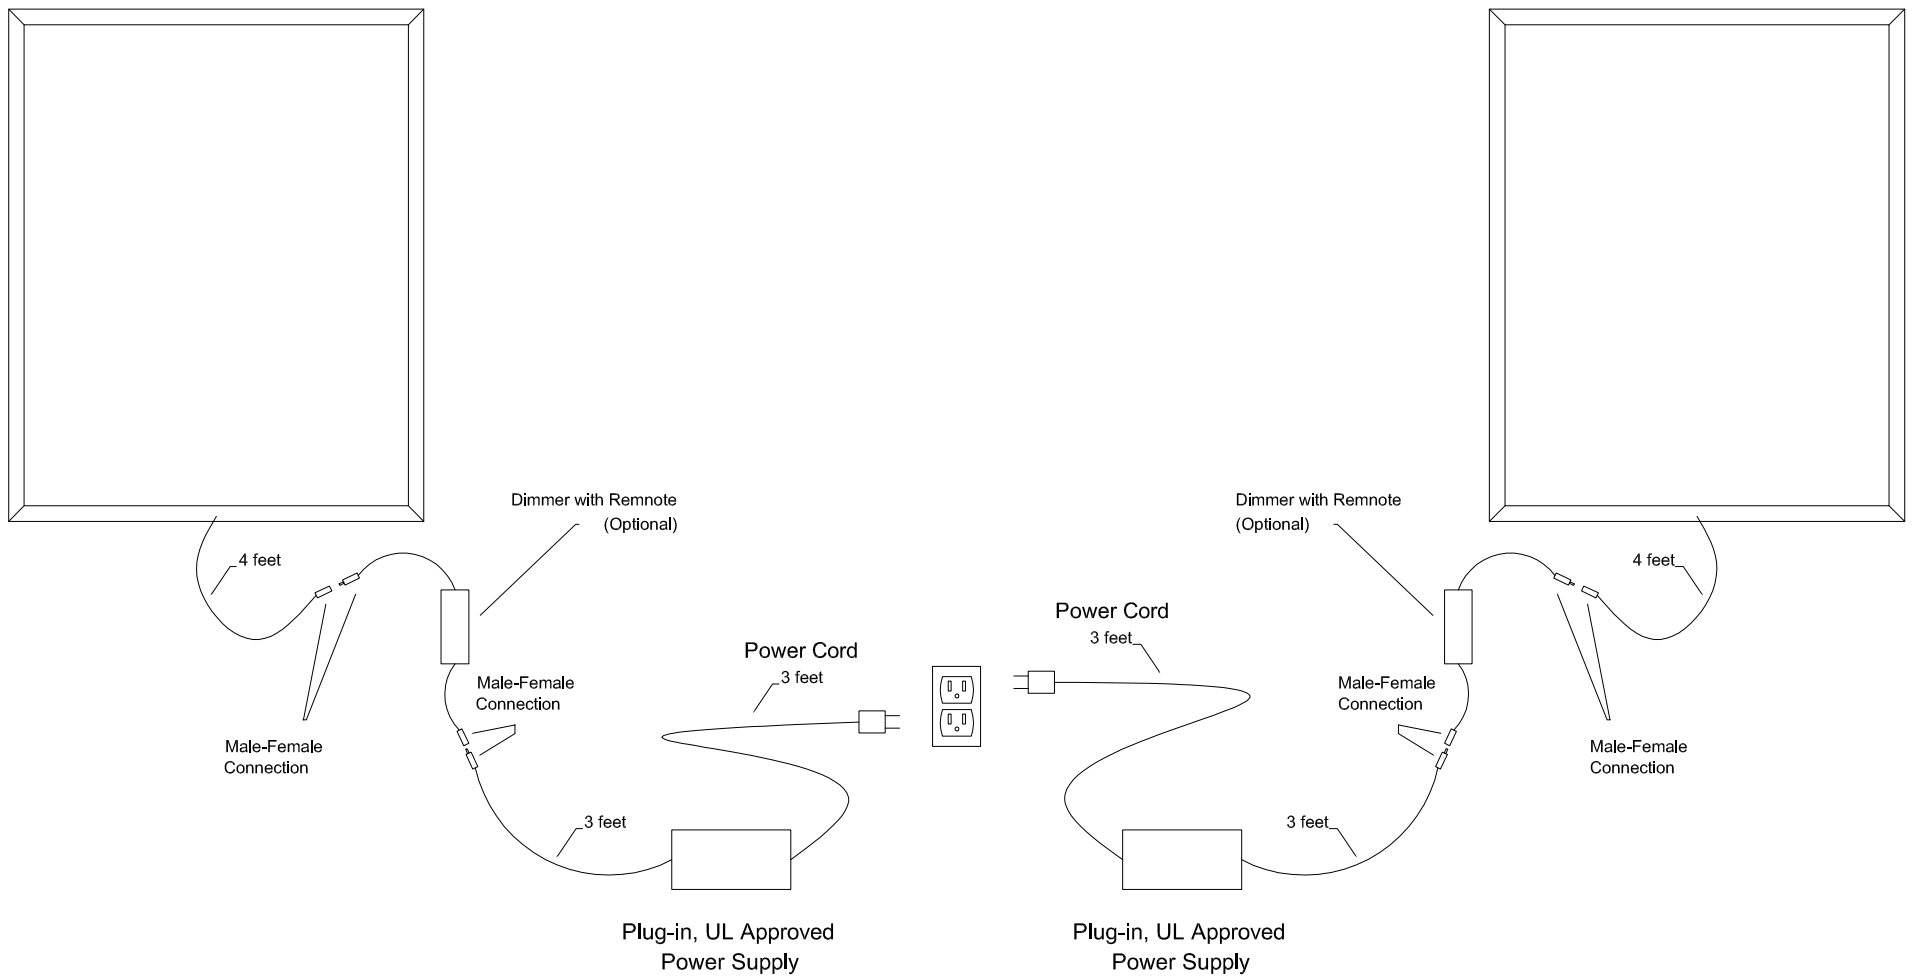 Dimmer with Remnote
(Optional)
Dimmer with Remnote
(Optional)
4 feet
4 feet
Power Cord
3 feet
Power Cord
3 feet
Male-Female
Connection
Male-Female
Connection
Male-Female
Connection
Male-Female
Connection
3 feet
3 feet
Plug-in, UL Approved
Power Supply
Plug-in, UL Approved
Power Supply